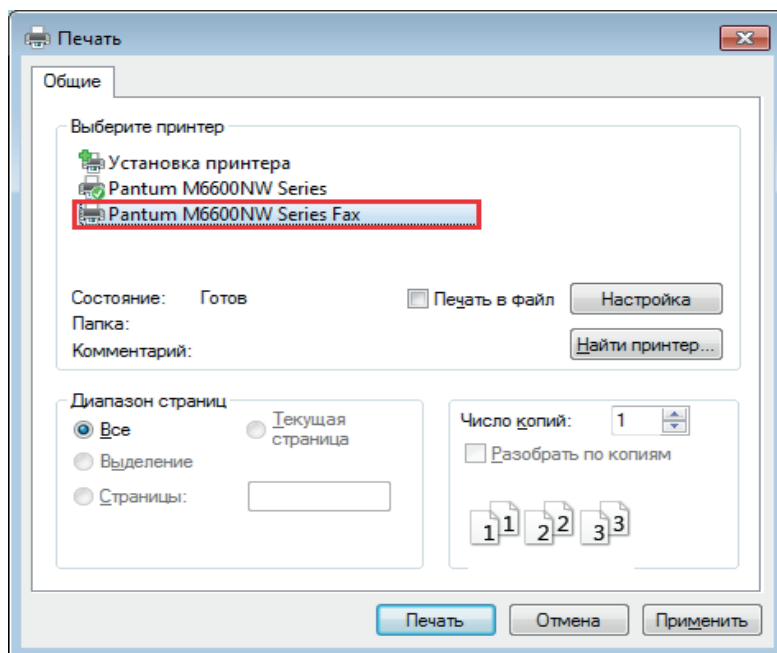 Печать
Общие
Выберите принтер
Установка принтера
Pantum M6600NW Series
Pantum M6600NW Series Fax
Состояние: Готов
Печать в файл
Настройка
Папка:
Комментарий:
Найти принтер...
Диапазон страниц
Все
Текущая
страница
Выделение
Страницы:
Число копий: 1
Разобрать по копиям
1 1 2 2 3 3
Печать Отмена Применить